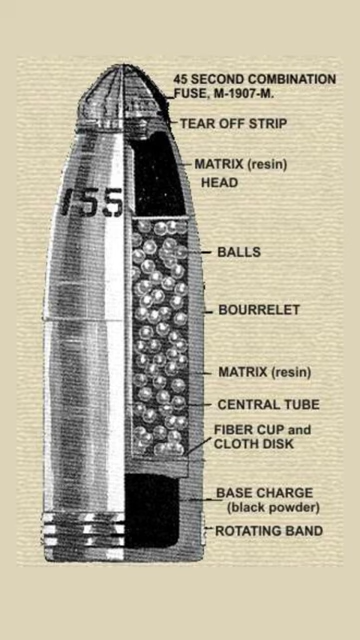 45 SECOND COMBINATION
FUSE, M-1907-M.
TEAR OFF STRIP
MATRIX (resin)
HEAD
155
BALLS
BOURRELET
MATRIX (resin)
CENTRAL TUBE
FIBER CUP and
CLOTH DISK
BASE CHARGE
(black powder)
ROTATING BAND